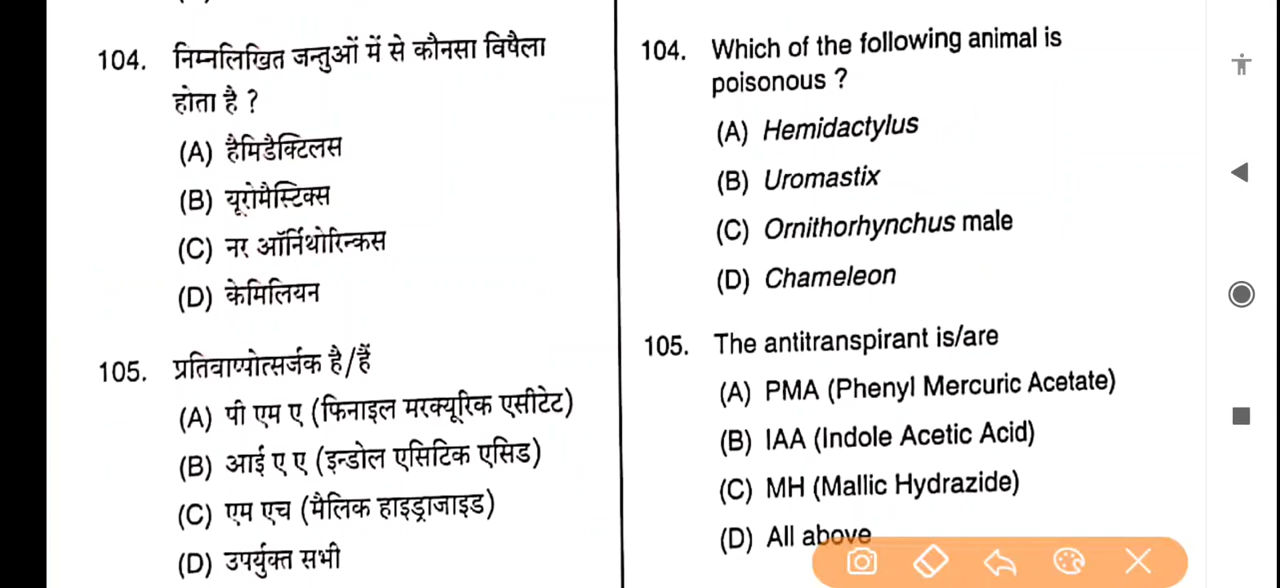 104. निम्नलिखित जन्तुओं में से कौनसा विषैला
होता है ?
(A) हैमिडैक्टिलस
(B) यूरोमैस्टिक्स
(C) नर ऑर्निथोरिन्कस
(D) केमिलियन
105. प्रतिवाष्पोत्सर्जक है/हैं
(A) पी एम ए (फिनाइल मरक्यूरिक एसीटेट)
(B) आई ए ए (इन्डोल एसिटिक एसिड)
(C) एम एच (मैलिक हाइड्राजाइड)
(D) उपर्युक्त सभी
104. Which of the following animal is
poisonous ?
(A) Hemidactylus
(B) Uromastix
(C) Ornithorhynchus male
(D) Chameleon
105. The antitranspirant is/are
(A) PMA (Phenyl Mercuric Acetate)
(B) IAA (Indole Acetic Acid)
(C) MH (Mallic Hydrazide)
(D) All above